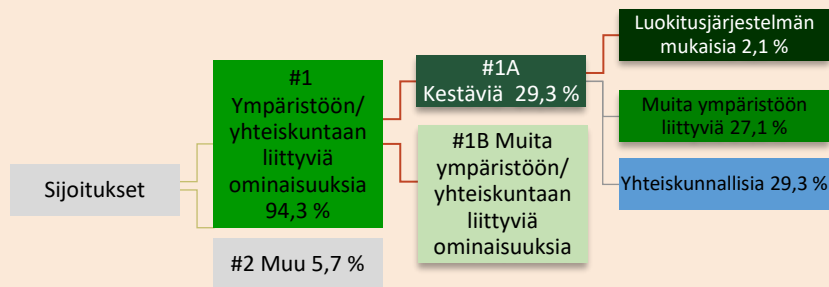 Sijoitukset
#1
Ympäristöön/
yhteiskuntaan
liittyviä
ominaisuuksia
94,3 %
#2 Muu 5,7 %
#1A
Kestäviä 29,3 %
#1B Muita
ympäristöön/
yhteiskuntaan
liittyviä
ominaisuuksia
Luokitusjärjestelmän
mukaisia 2,1 %
Muita ympäristöön
liittyviä 27,1 %
Yhteiskunnallisia 29,3 %